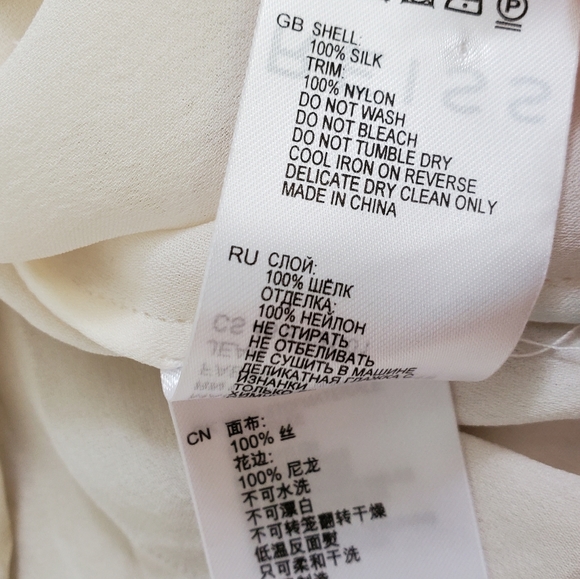 P
GB SHELL:
100% SILK
TRIM:
100% NYLON
DO NOT WASH
DO NOT BLEACH
DO NOT TUMBLE DRY
COOL IRON ON REVERSE
DELICATE DRY CLEAN ONLY
MADE IN CHINA
RU СЛОЙ:
100% ШЁЛК
ОТДЕЛКА:
100% НЕЙЛОН
НЕ СТИРАТЬ
НЕ ОТБЕЛИВАТЬ
НЕ СУШИТЬ В МАШИНЕ
ДЕЛИКАТНАЯ ГЛАЖКА С
ИЗНАНКИ
ТОЛЬКО
CN 面布:
100% 丝
花边:
100% 尼龙
不可水洗
不可漂白
不可转笼翻转干燥
低温反面熨
只可柔和干洗